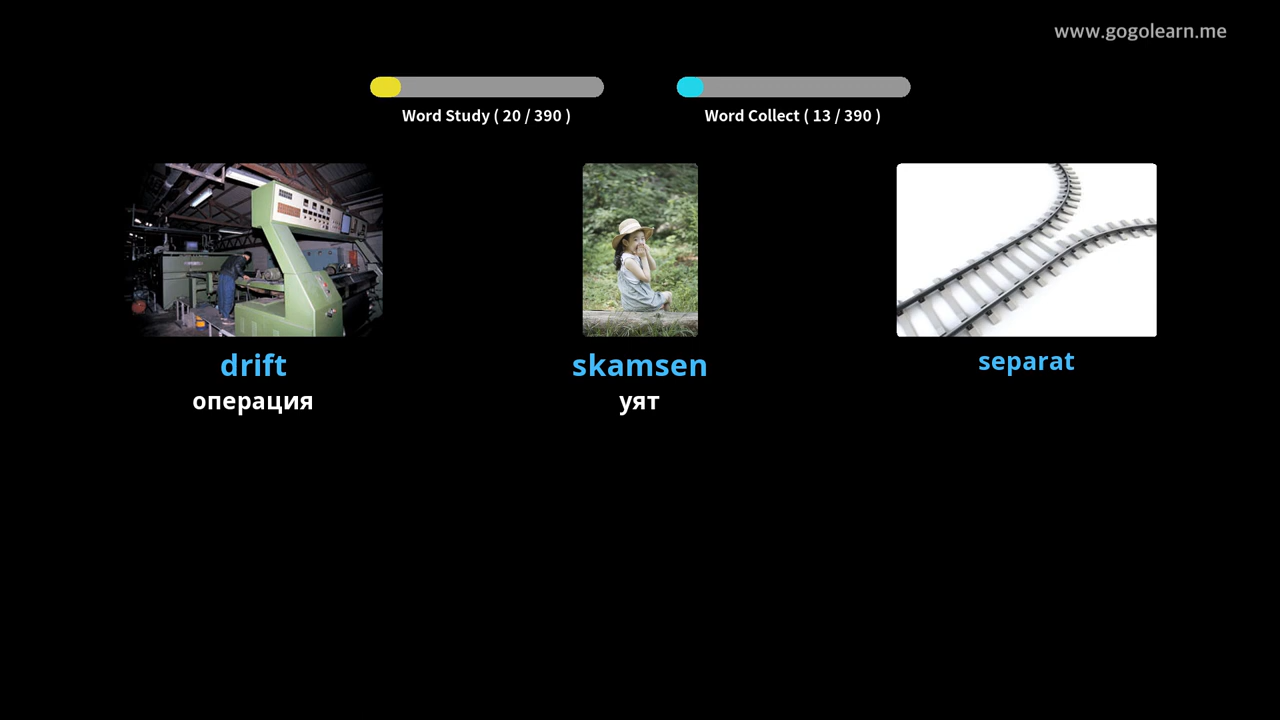 www.gogolearn.me
Word Study ( 20 / 390 )
Word Collect ( 13 / 390 )
drift
skamsen
separat
операция
уят